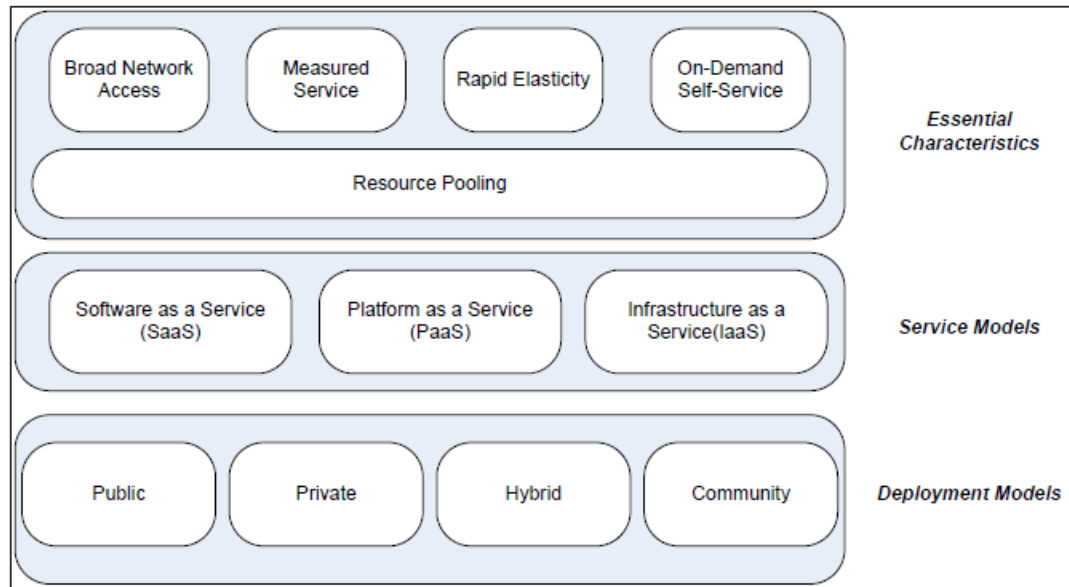 Broad Network
Access
Measured
Service
Rapid Elasticity
On-Demand
Self-Service
Essential
Characteristics
Resource Pooling
Software as a Service
(SaaS)
Platform as a Service
(PaaS)
Infrastructure as a
Service(IaaS)
Service Models
Public
Private
Hybrid
Community
Deployment Models